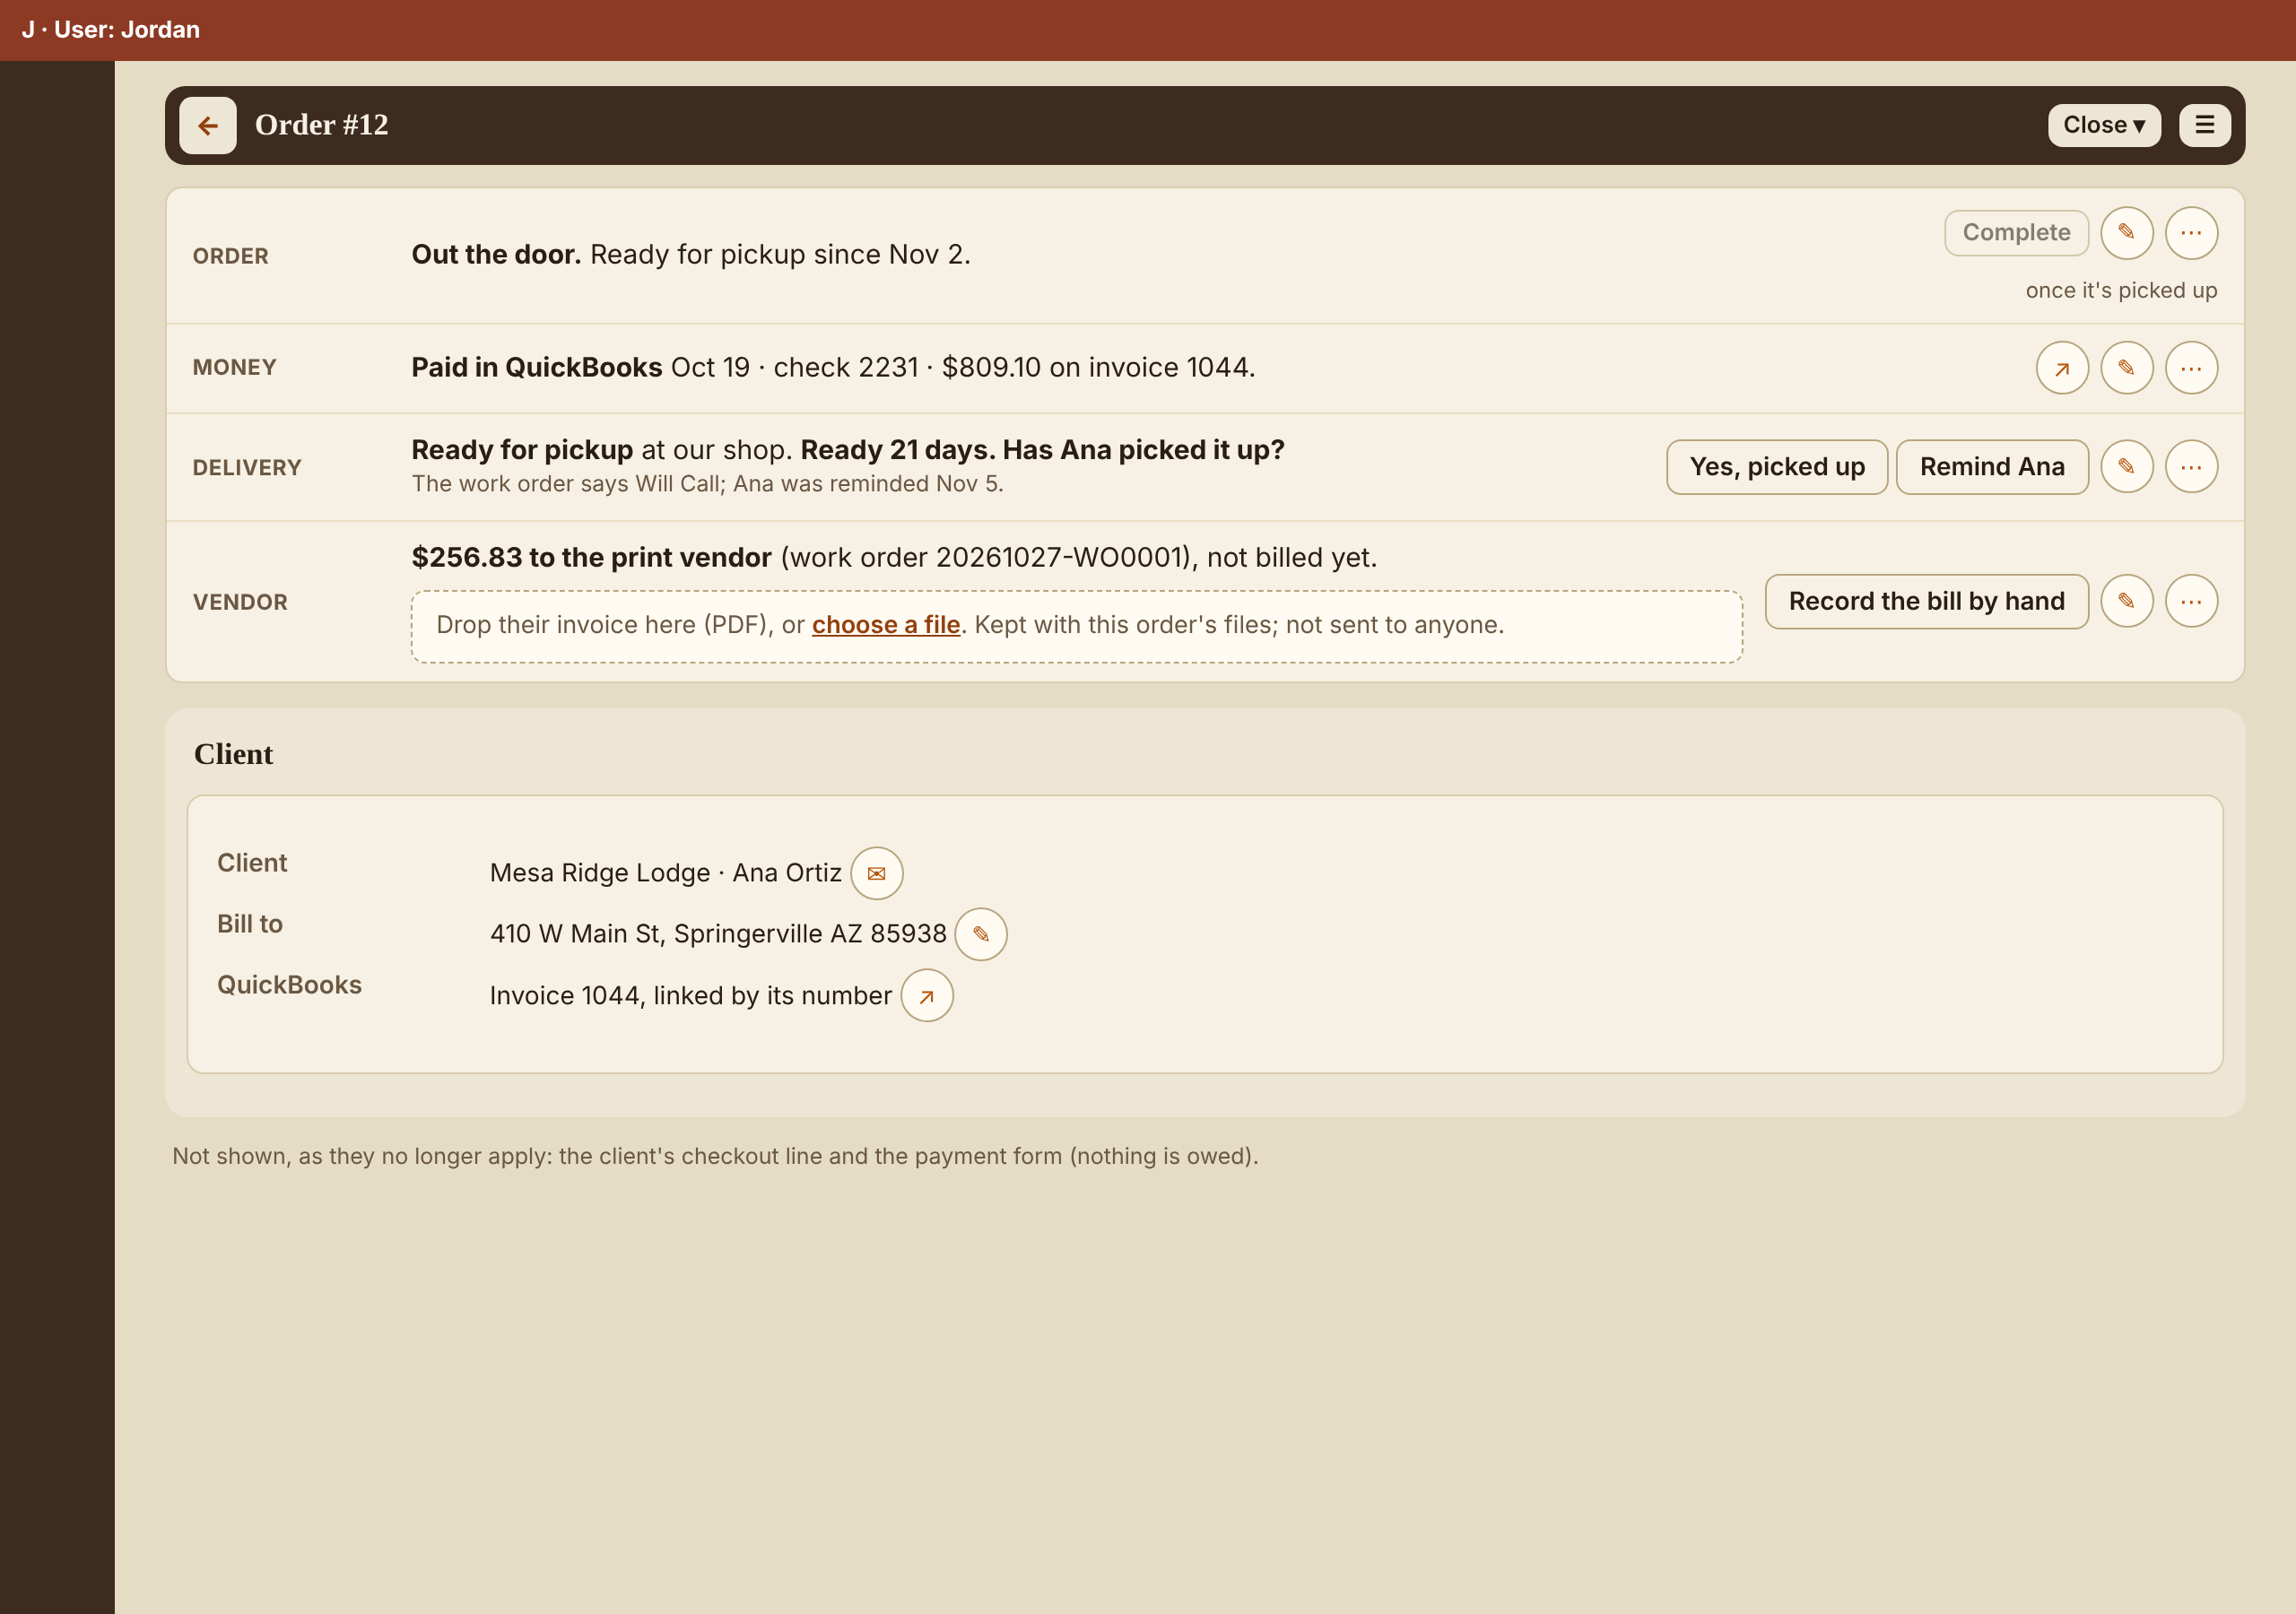 J · User: Jordan
← Order #12
Close ▾ ☰
ORDER
Out the door. Ready for pickup since Nov 2.
Complete ✎ ⋯
once it's picked up
MONEY
Paid in QuickBooks Oct 19 · check 2231 · $809.10 on invoice 1044.
↗ ✎ ⋯
DELIVERY
Ready for pickup at our shop. Ready 21 days. Has Ana picked it up?
The work order says Will Call; Ana was reminded Nov 5.
Yes, picked up Remind Ana ✎ ⋯
VENDOR
$256.83 to the print vendor (work order 20261027-WO0001), not billed yet.
Drop their invoice here (PDF), or choose a file. Kept with this order's files; not sent to anyone.
Record the bill by hand ✎ ⋯
Client
Client
Mesa Ridge Lodge · Ana Ortiz ✉
Bill to
410 W Main St, Springerville AZ 85938 ✎
QuickBooks
Invoice 1044, linked by its number ↗
Not shown, as they no longer apply: the client's checkout line and the payment form (nothing is owed).